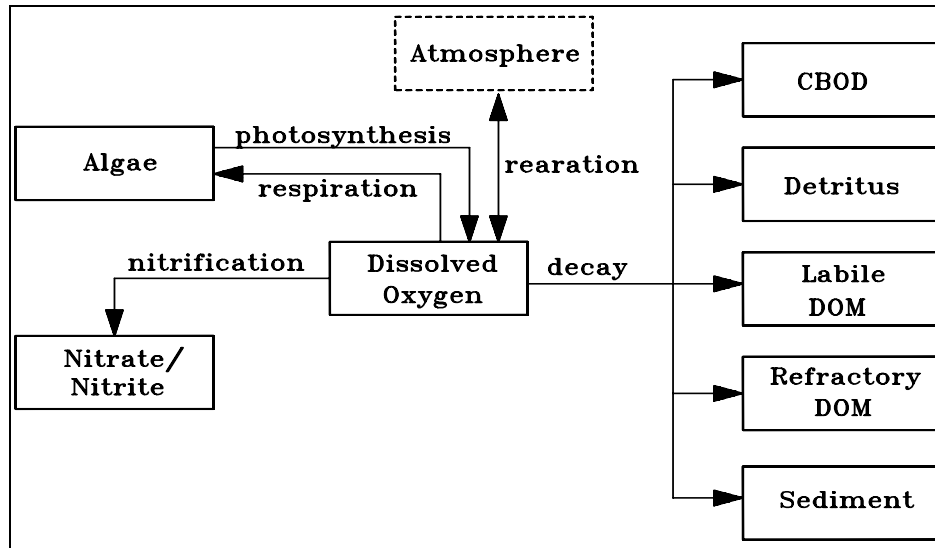 Atmosphere
CBOD
photosynthesis
Algae
rearation
respiration
Detritus
nitrification
Dissolved
Oxygen
decay
Labile
DOM
Nitrate/
Nitrite
Refractory
DOM
Sediment